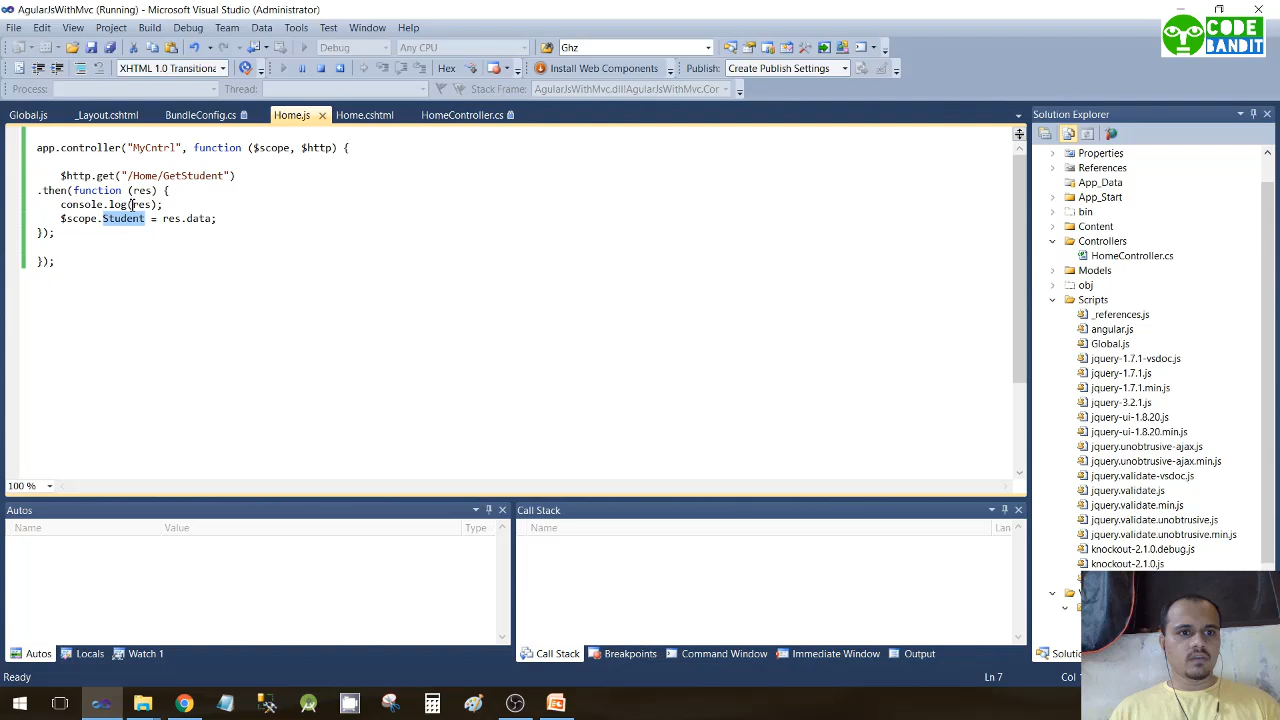 AgularJsWithMvc (Running) - Microsoft Visual Studio (Administrator)
CODE
BANDIT
File Edit View Project Build Debug Team Data Tools Test Window Help
Debug Any CPU Ghz
XHTML 1.0 Transitiona Hex Install Web Components Publish: Create Publish Settings
Process: Thread: Stack Frame: AgularJsWithMvc.dll!AgularJsWithMvc.Cor
Global.js _Layout.cshtml BundleConfig.cs Home.js Home.cshtml HomeController.cs
app.controller("MyCntrl", function ($scope, $http) {
$http.get("/Home/GetStudent")
.then(function (res) {
console.log(res);
$scope.Student = res.data;
});
});
100 %
Solution Explorer
Properties
References
App_Data
App_Start
bin
Content
Controllers
HomeController.cs
Models
obj
Scripts
_references.js
angular.js
Global.js
jquery-1.7.1-vsdoc.js
jquery-1.7.1.js
jquery-1.7.1.min.js
jquery-3.2.1.js
jquery-ui-1.8.20.js
jquery-ui-1.8.20.min.js
jquery.unobtrusive-ajax.js
jquery.unobtrusive-ajax.min.js
jquery.validate-vsdoc.js
jquery.validate.js
jquery.validate.min.js
jquery.validate.unobtrusive.js
jquery.validate.unobtrusive.min.js
knockout-2.1.0.debug.js
knockout-2.1.0.js
Autos
Name Value Type
Call Stack
Name Lan
Autos Locals Watch 1
Call Stack Breakpoints Command Window Immediate Window Output
Solutio
Ready Ln 7 Col